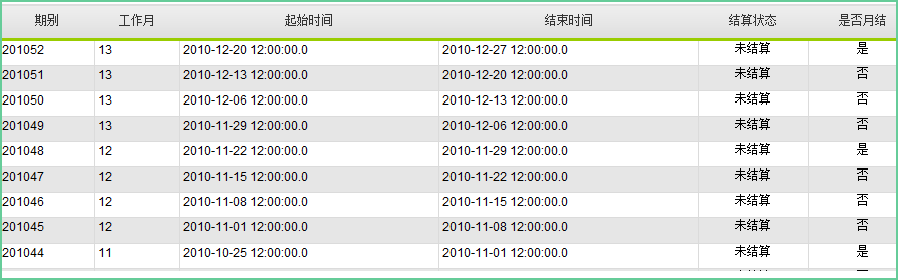 期别 工作月 起始时间 结束时间 结算状态 是否月结
201052 13 2010-12-20 12:00:00.0 2010-12-27 12:00:00.0 未结算 是
201051 13 2010-12-13 12:00:00.0 2010-12-20 12:00:00.0 未结算 否
201050 13 2010-12-06 12:00:00.0 2010-12-13 12:00:00.0 未结算 否
201049 13 2010-11-29 12:00:00.0 2010-12-06 12:00:00.0 未结算 否
201048 12 2010-11-22 12:00:00.0 2010-11-29 12:00:00.0 未结算 是
201047 12 2010-11-15 12:00:00.0 2010-11-22 12:00:00.0 未结算 否
201046 12 2010-11-08 12:00:00.0 2010-11-15 12:00:00.0 未结算 否
201045 12 2010-11-01 12:00:00.0 2010-11-08 12:00:00.0 未结算 否
201044 11 2010-10-25 12:00:00.0 2010-11-01 12:00:00.0 未结算 是